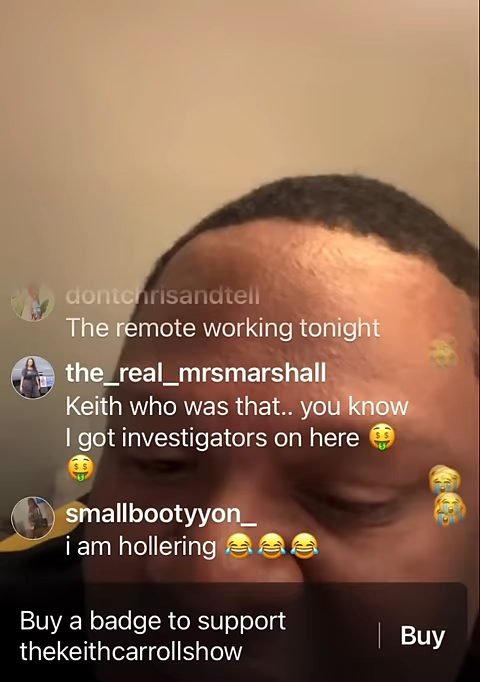 dontchrisandtell
The remote working tonight
the_real_mrsmarshall
Keith who was that.. you know
I got investigators on here 🤑
🤑
smallbootyyon_
i am hollering 😂😂😂
Buy a badge to support
thekeithcarrollshow
Buy